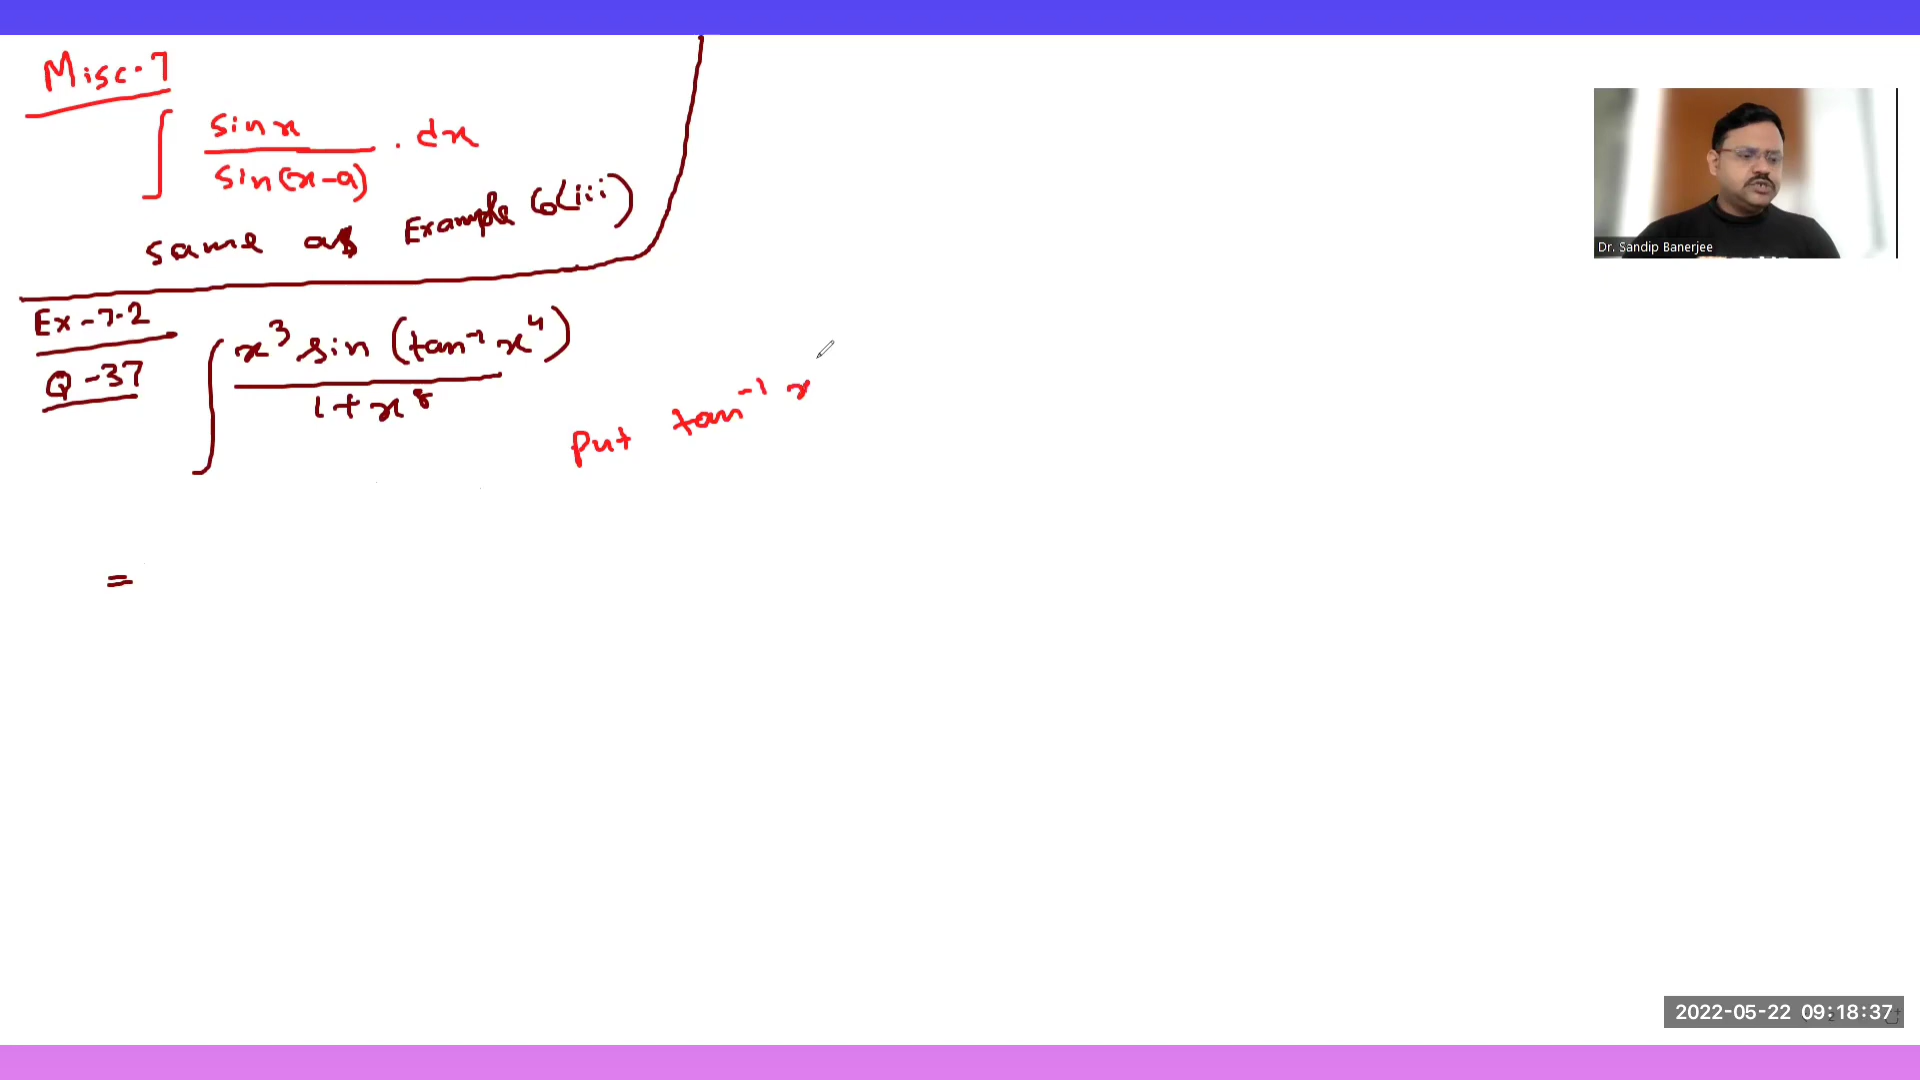 Misc.7
∫ sin x / sin(x-a) . dx
same as Example 6(iii)
Ex-7.2
Q-37
∫ x³ sin (tan⁻¹ x⁴) / 1+x⁸
put tan⁻¹ x
=
Dr. Sandip Banerjee
2022-05-22 09:18:37